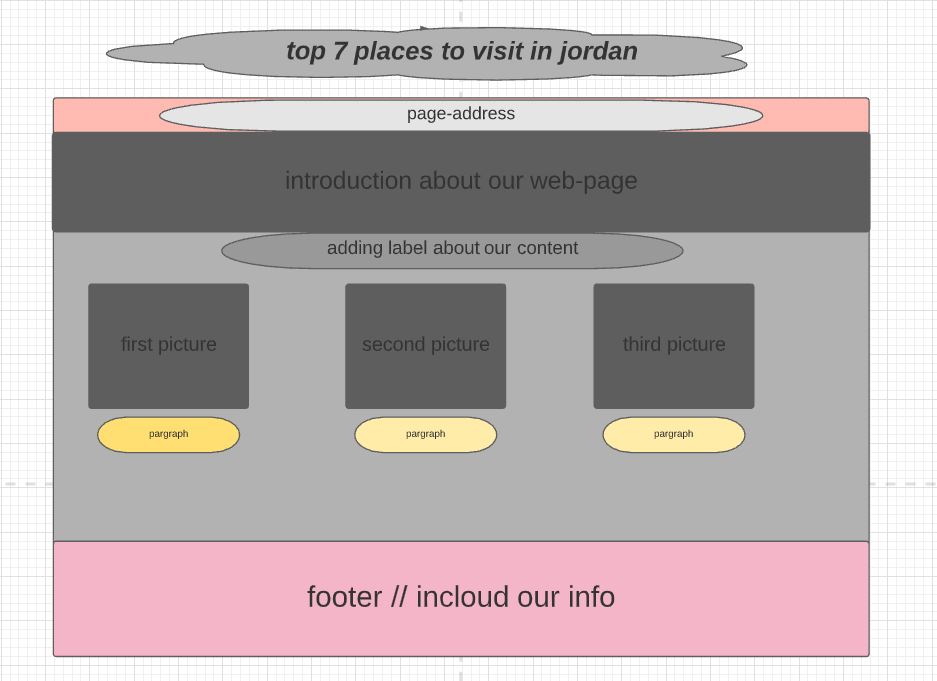 top 7 places to visit in jordan
page-address
introduction about our web-page
adding label about our content
first picture
second picture
third picture
pargraph
pargraph
pargraph
footer // incloud our info